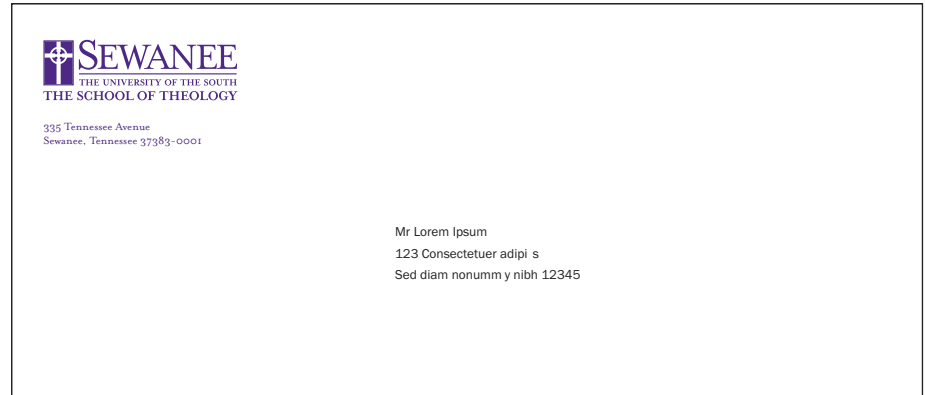 SEWANEE
THE UNIVERSITY OF THE SOUTH
THE SCHOOL OF THEOLOGY
335 Tennessee Avenue
Sewanee, Tennessee 37383-0001
Mr Lorem Ipsum
123 Consectetuer adipi s
Sed diam nonumm y nibh 12345